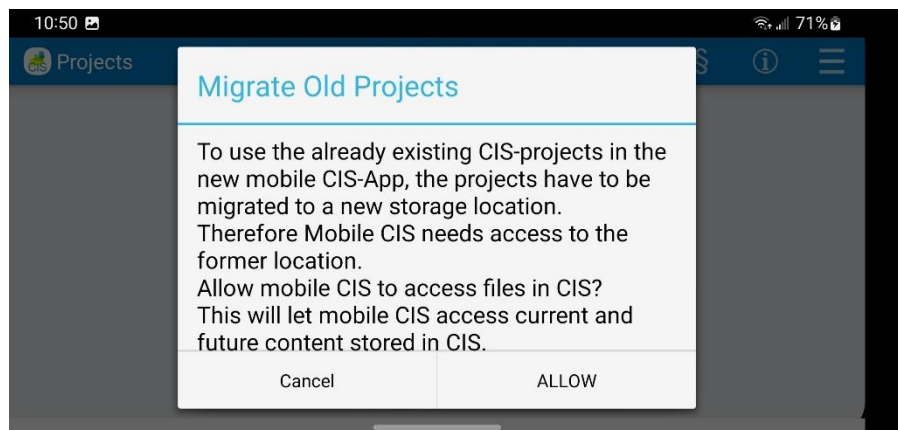 10:50
71%
CIS Projects
§
Migrate Old Projects
To use the already existing CIS-projects in the
new mobile CIS-App, the projects have to be
migrated to a new storage location.
Therefore Mobile CIS needs access to the
former location.
Allow mobile CIS to access files in CIS?
This will let mobile CIS access current and
future content stored in CIS.
Cancel
ALLOW